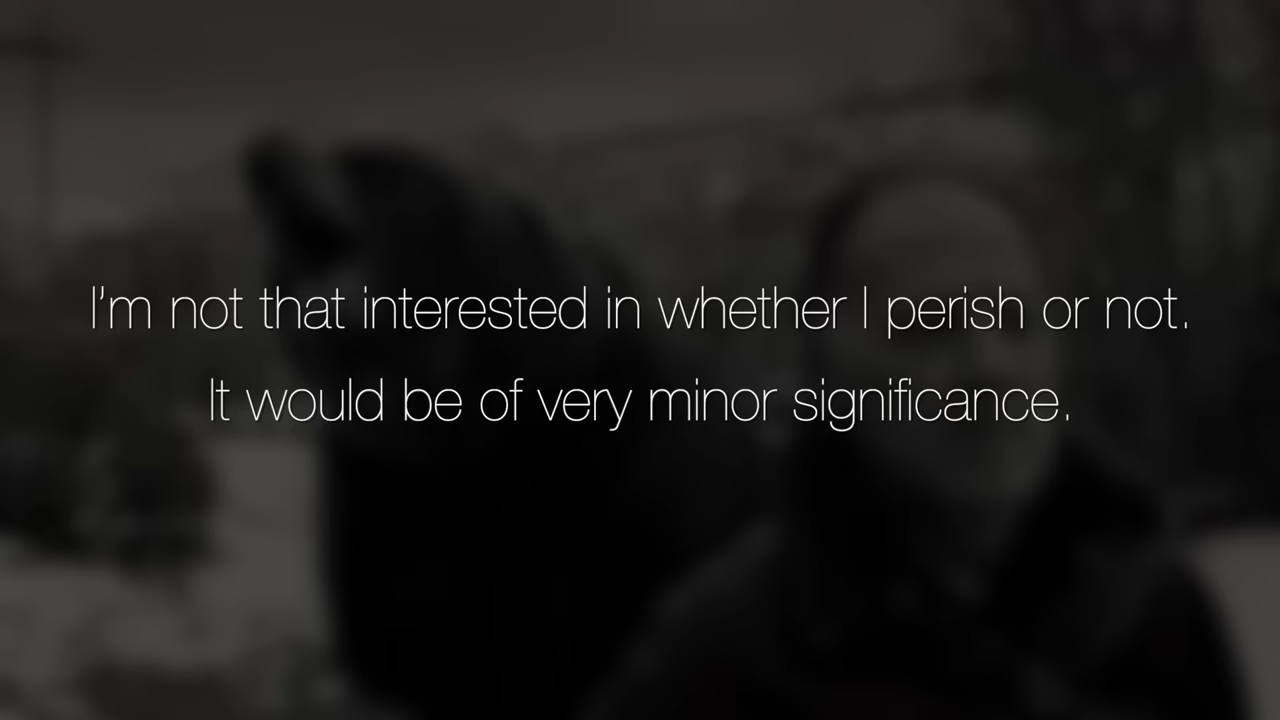 I'm not that interested in whether I perish or not.
It would be of very minor significance.